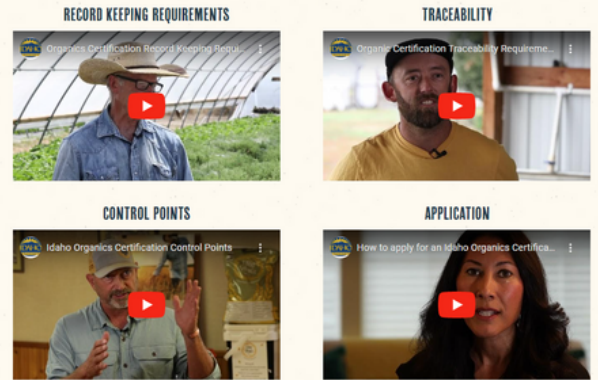 RECORD KEEPING REQUIREMENTS
TRACEABILITY
Organics Certification Record Keeping Requi...
Organic Certification Traceability Requireme...
CONTROL POINTS
APPLICATION
Idaho Organics Certification Control Points
How to apply for an Idaho Organics Certifica...